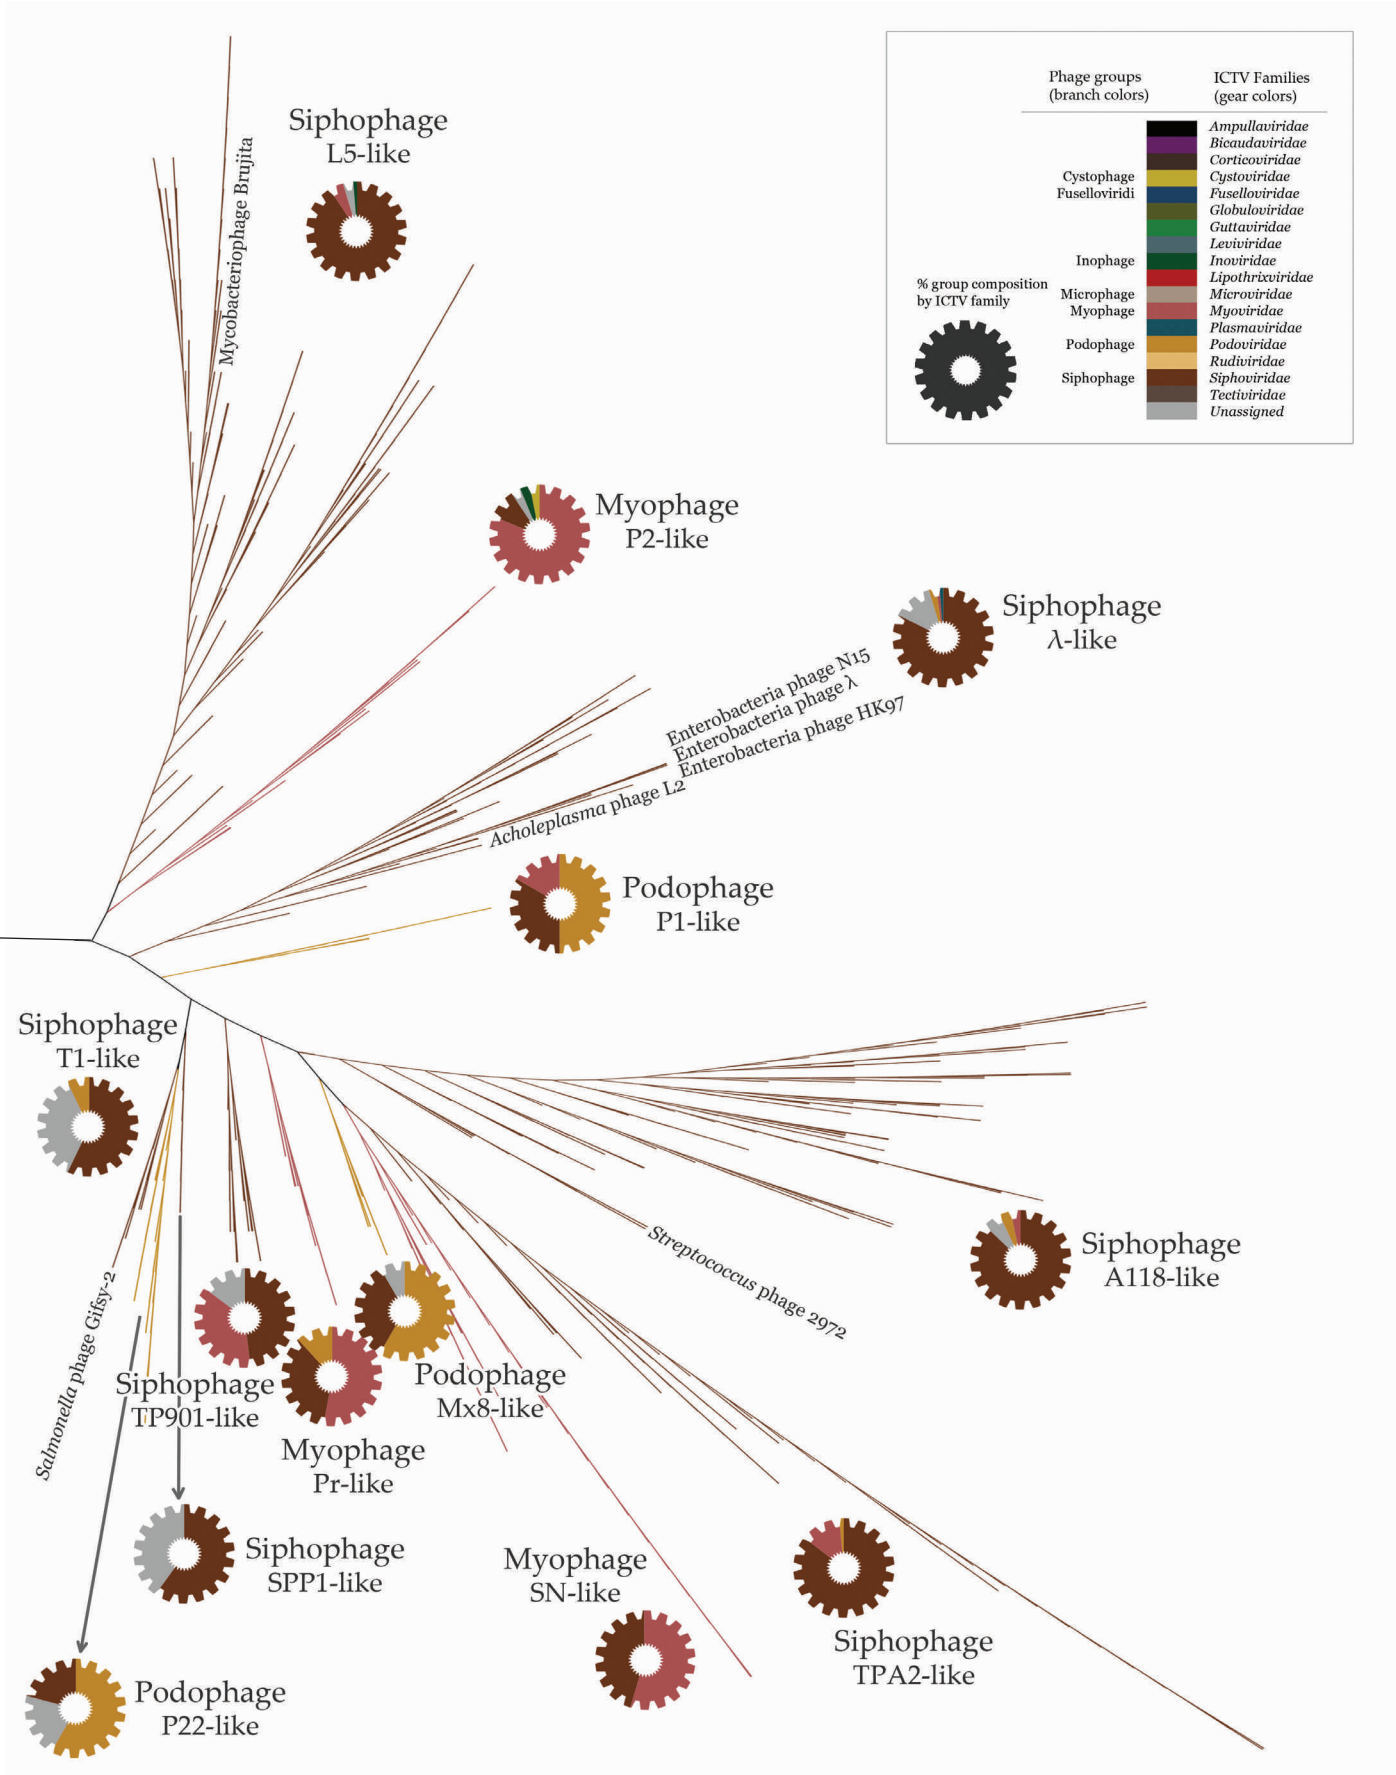 Phage groups
(branch colors)
ICTV Families
(gear colors)
Ampullaviridae
Bicaudaviridae
Corticoviridae
Cystophage
Cystoviridae
Fuselloviridi
Fuselloviridae
Globuloviridae
Guttaviridae
Leviviridae
Inophage
Inoviridae
Lipothrixviridae
Microphage
Microviridae
Myophage
Myoviridae
Plasmaviridae
Podophage
Podoviridae
Rudiviridae
Siphophage
Siphoviridae
Tectiviridae
Unassigned
% group composition
by ICTV family
Siphophage
L5-like
Mycobacteriophage Brujita
Myophage
P2-like
Siphophage
λ-like
Enterobacteria phage N15
Enterobacteria phage λ
Enterobacteria phage HK97
Acholeplasma phage L2
Podophage
P1-like
Siphophage
T1-like
Siphophage
A118-like
Streptococcus phage 2972
Salmonella phage Gifsy-2
Siphophage
TP901-like
Podophage
Mx8-like
Myophage
Pr-like
Siphophage
SPP1-like
Myophage
SN-like
Siphophage
TPA2-like
Podophage
P22-like